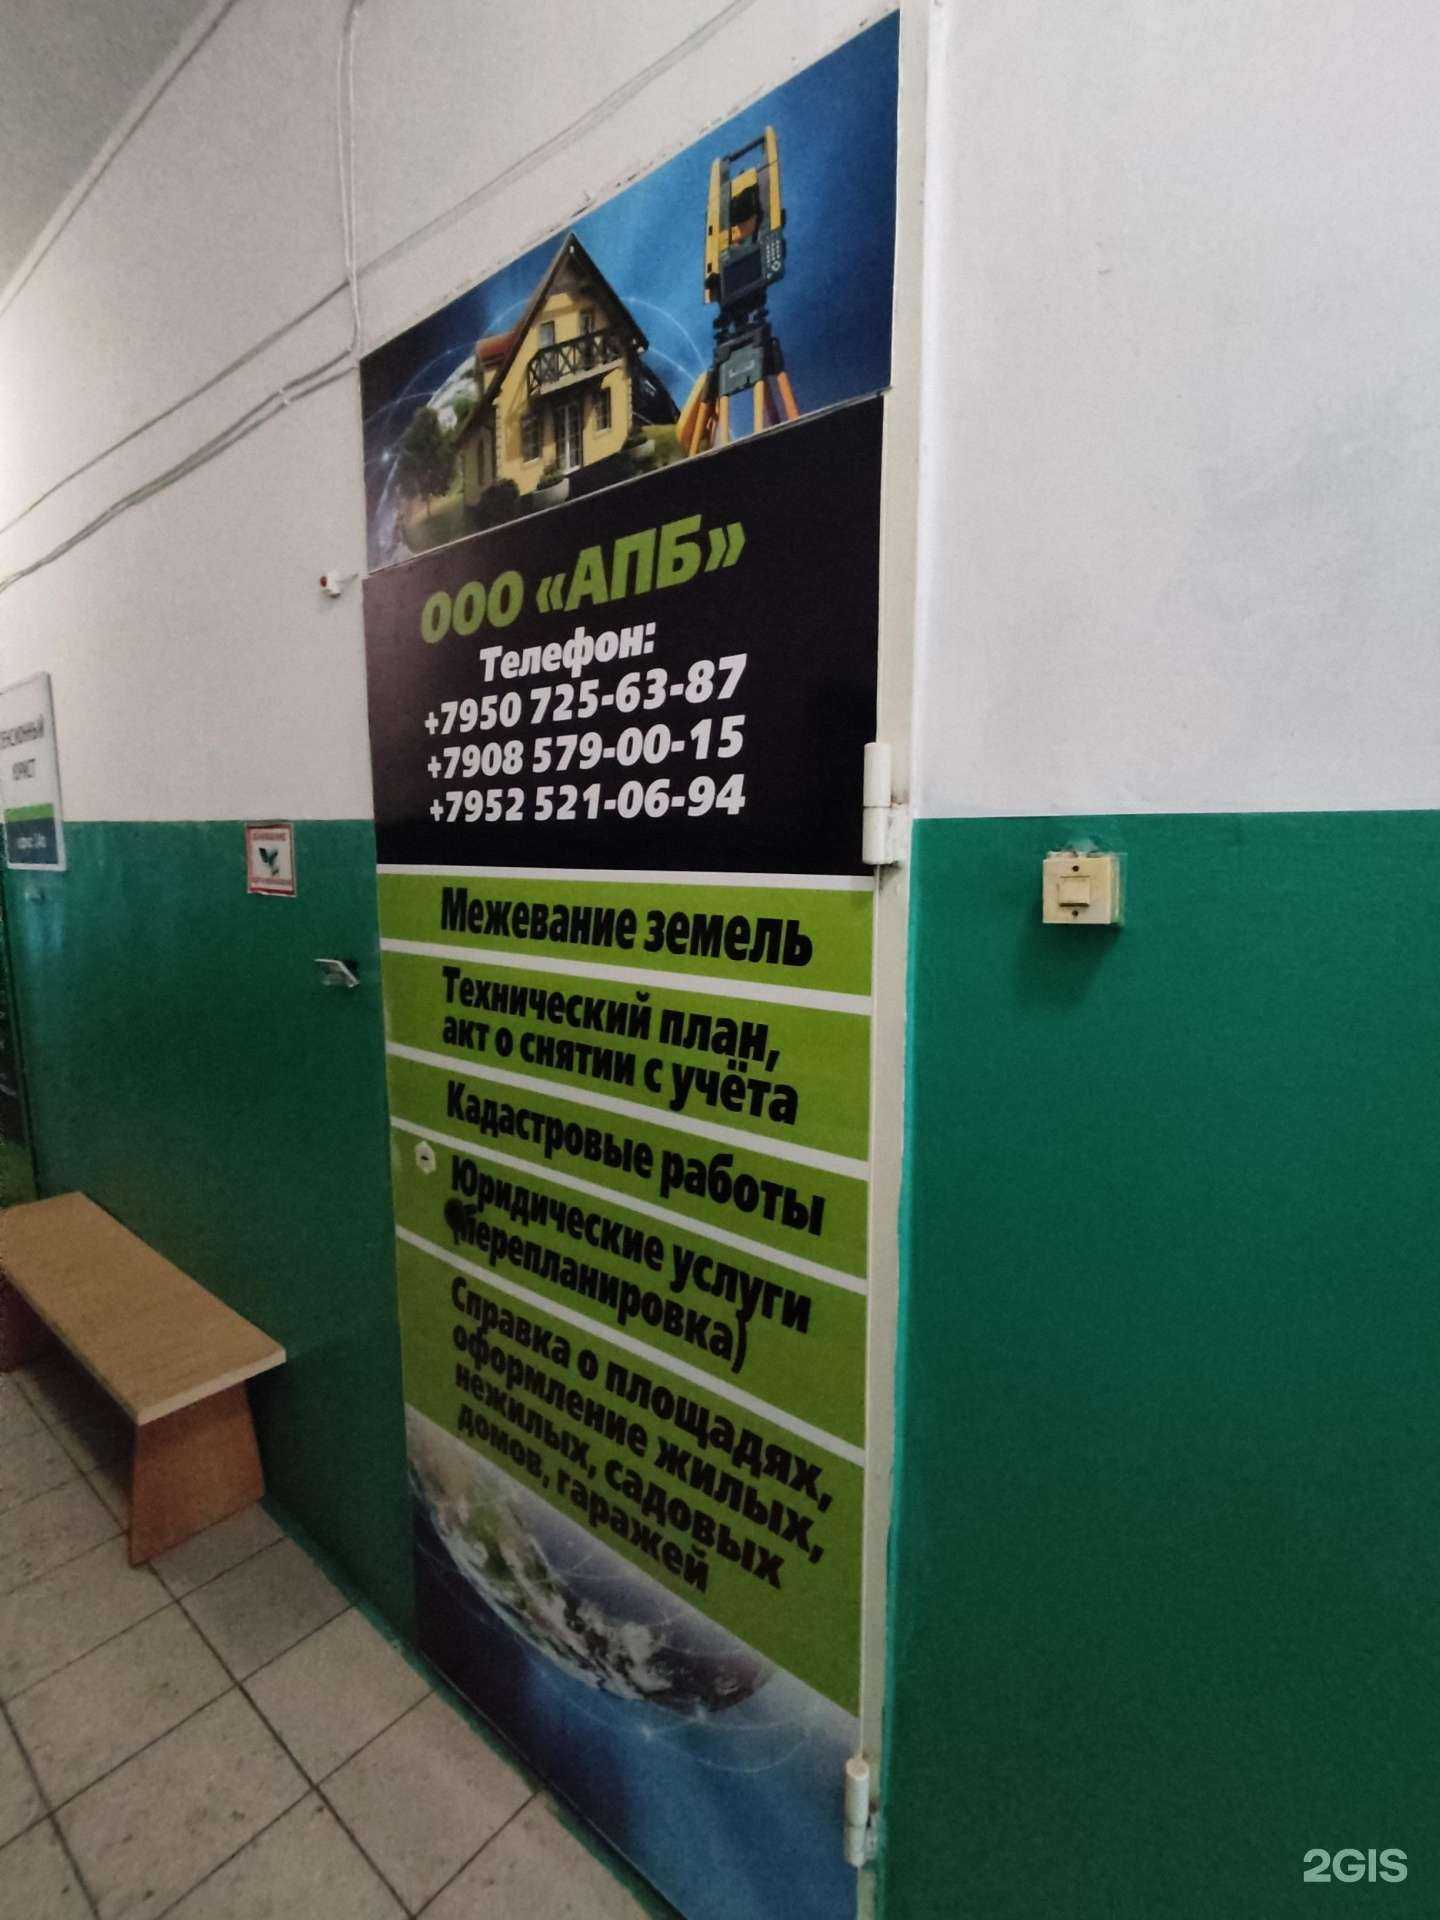 ООО «АПБ»
Телефон:
+7950 725-63-87
+7908 579-00-15
+7952 521-06-94
Межевание земель
Технический план,
акт о снятии с учёта
Кадастровые работы
Юридические услуги
(перепланировка)
Справка о площадях,
оформление жилых,
нежилых, садовых
домов, гаражей
ЮРИСТ
2GIS